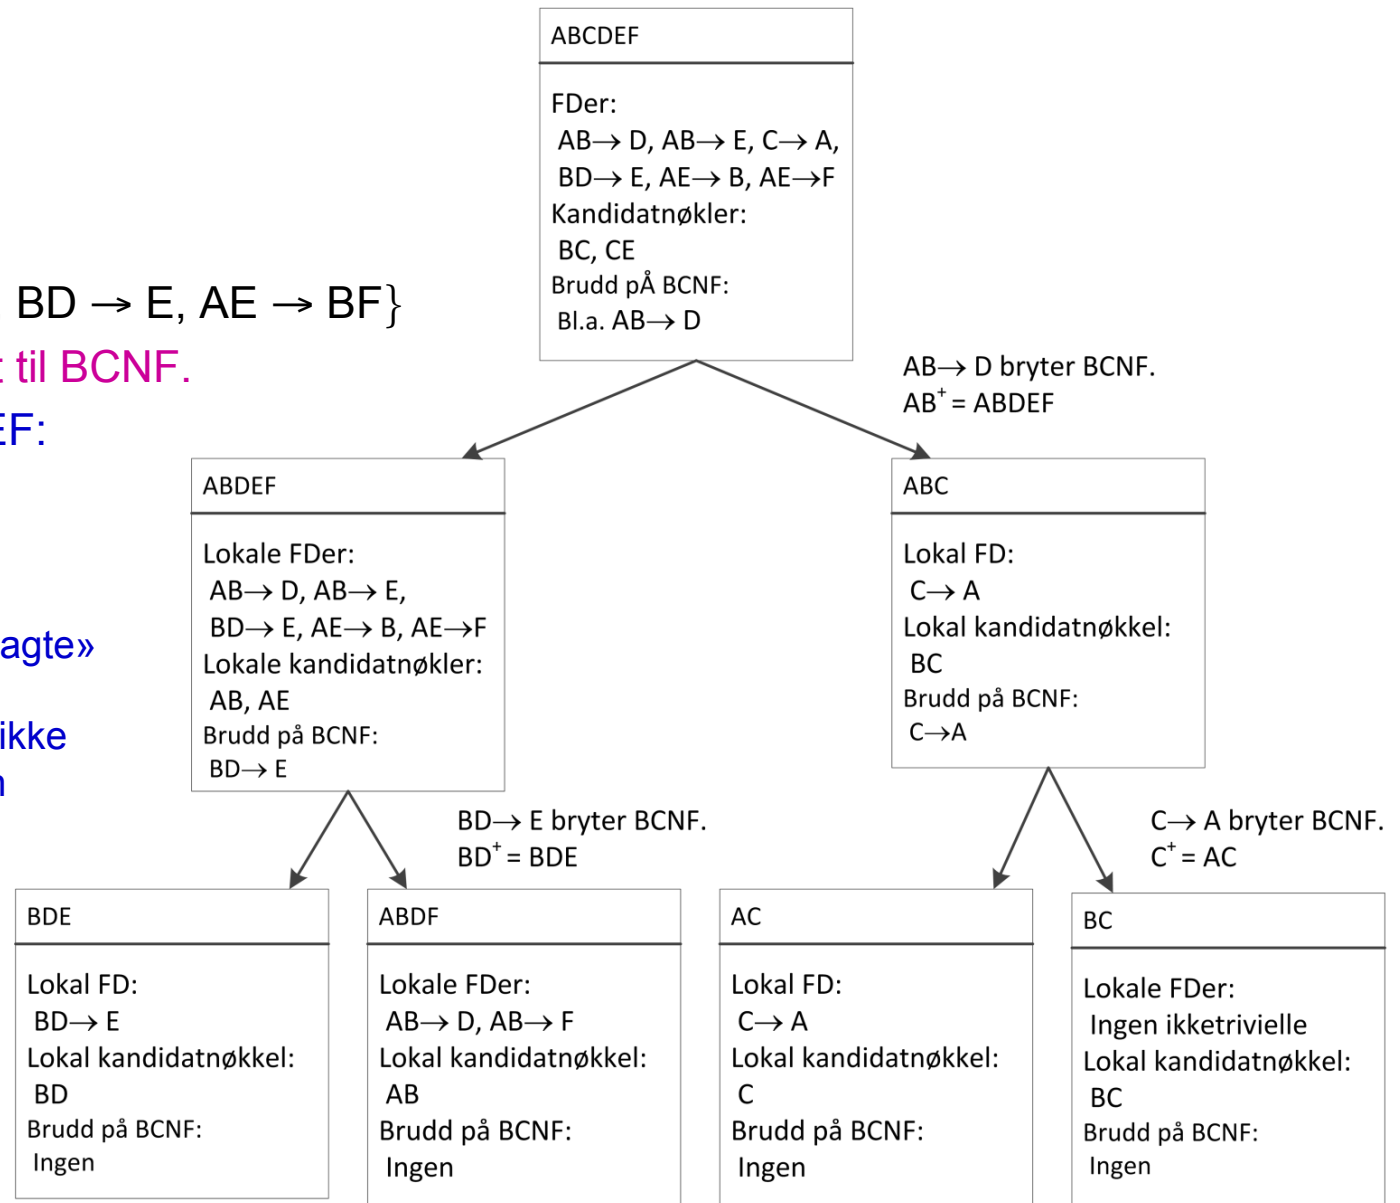 ABCDEF
FDer:
AB→ D, AB→ E, C→ A,
BD→ E, AE→ B, AE→F
Kandidatnøkler:
BC, CE
Brudd pÅ BCNF:
Bl.a. AB→ D
BD → E, AE → BF}
til BCNF.
EF:
agte»
ikke
AB→ D bryter BCNF.
AB⁺ = ABDEF
ABDEF
Lokale FDer:
AB→ D, AB→ E,
BD→ E, AE→ B, AE→F
Lokale kandidatnøkler:
AB, AE
Brudd på BCNF:
BD→ E
ABC
Lokal FD:
C→ A
Lokal kandidatnøkkel:
BC
Brudd på BCNF:
C→A
BD→ E bryter BCNF.
BD⁺ = BDE
C→ A bryter BCNF.
C⁺ = AC
BDE
Lokal FD:
BD→ E
Lokal kandidatnøkkel:
BD
Brudd på BCNF:
Ingen
ABDF
Lokale FDer:
AB→ D, AB→ F
Lokal kandidatnøkkel:
AB
Brudd på BCNF:
Ingen
AC
Lokal FD:
C→ A
Lokal kandidatnøkkel:
C
Brudd på BCNF:
Ingen
BC
Lokale FDer:
Ingen ikketrivielle
Lokal kandidatnøkkel:
BC
Brudd på BCNF:
Ingen